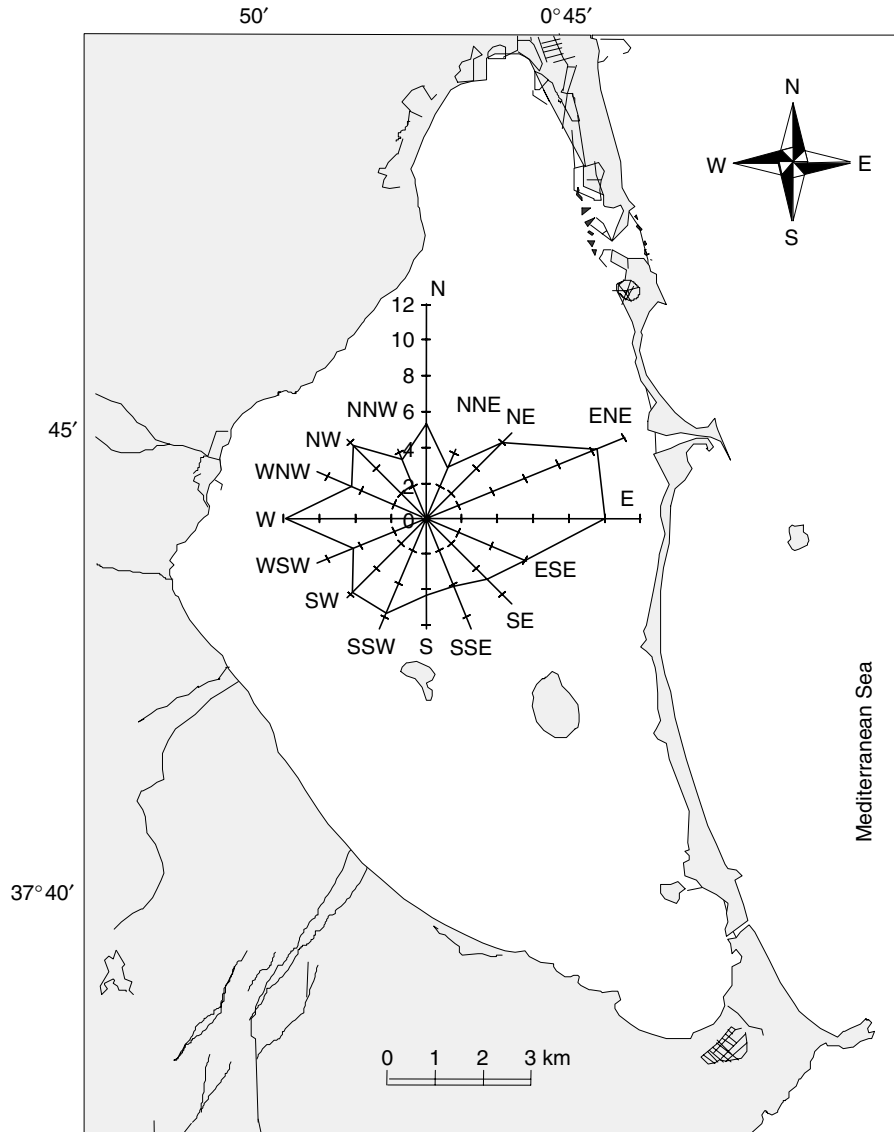 50′ 0°45′
N
W E
S
N
12
10
8
6
4
2
0
NNW NNE NE ENE
NW
WNW
W E
WSW ESE
SW SE
SSW S SSE
45′
Mediterranean Sea
37°40′
0 1 2 3 km